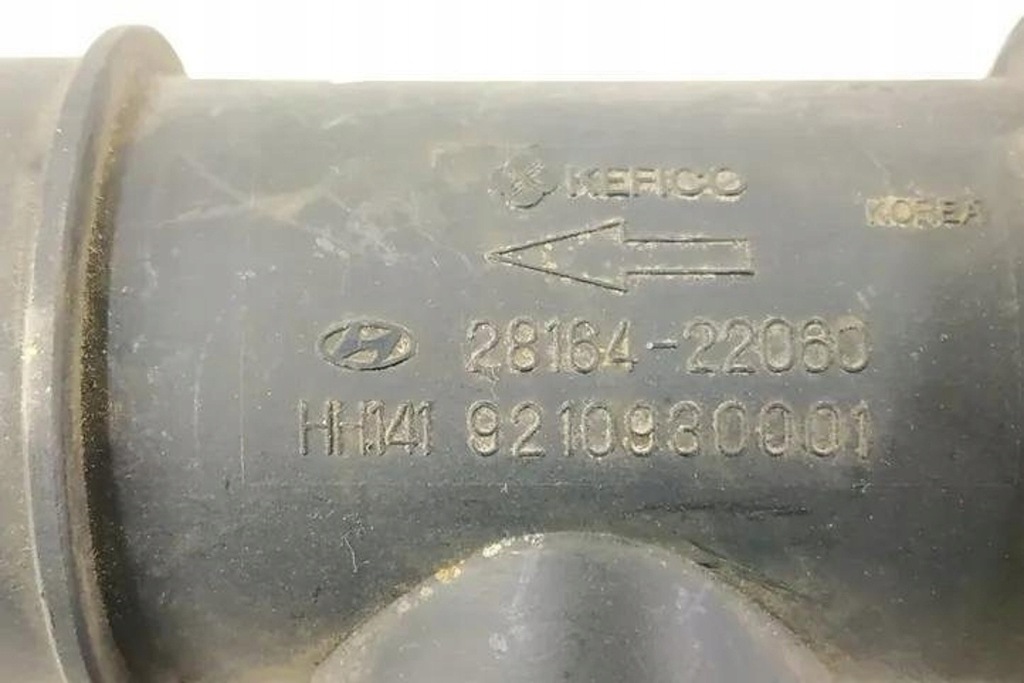 KEFICO
KOREA
28164-22060
HH141 9210930001